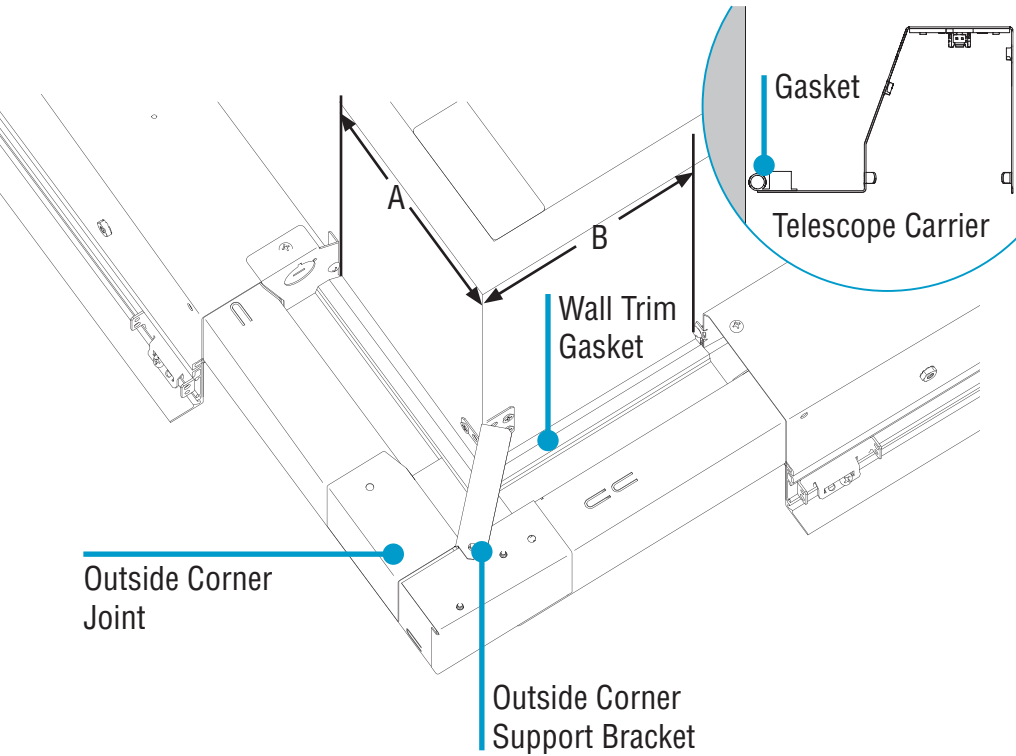 Gasket
Telescope Carrier
A
B
Wall Trim
Gasket
Outside Corner
Joint
Outside Corner
Support Bracket